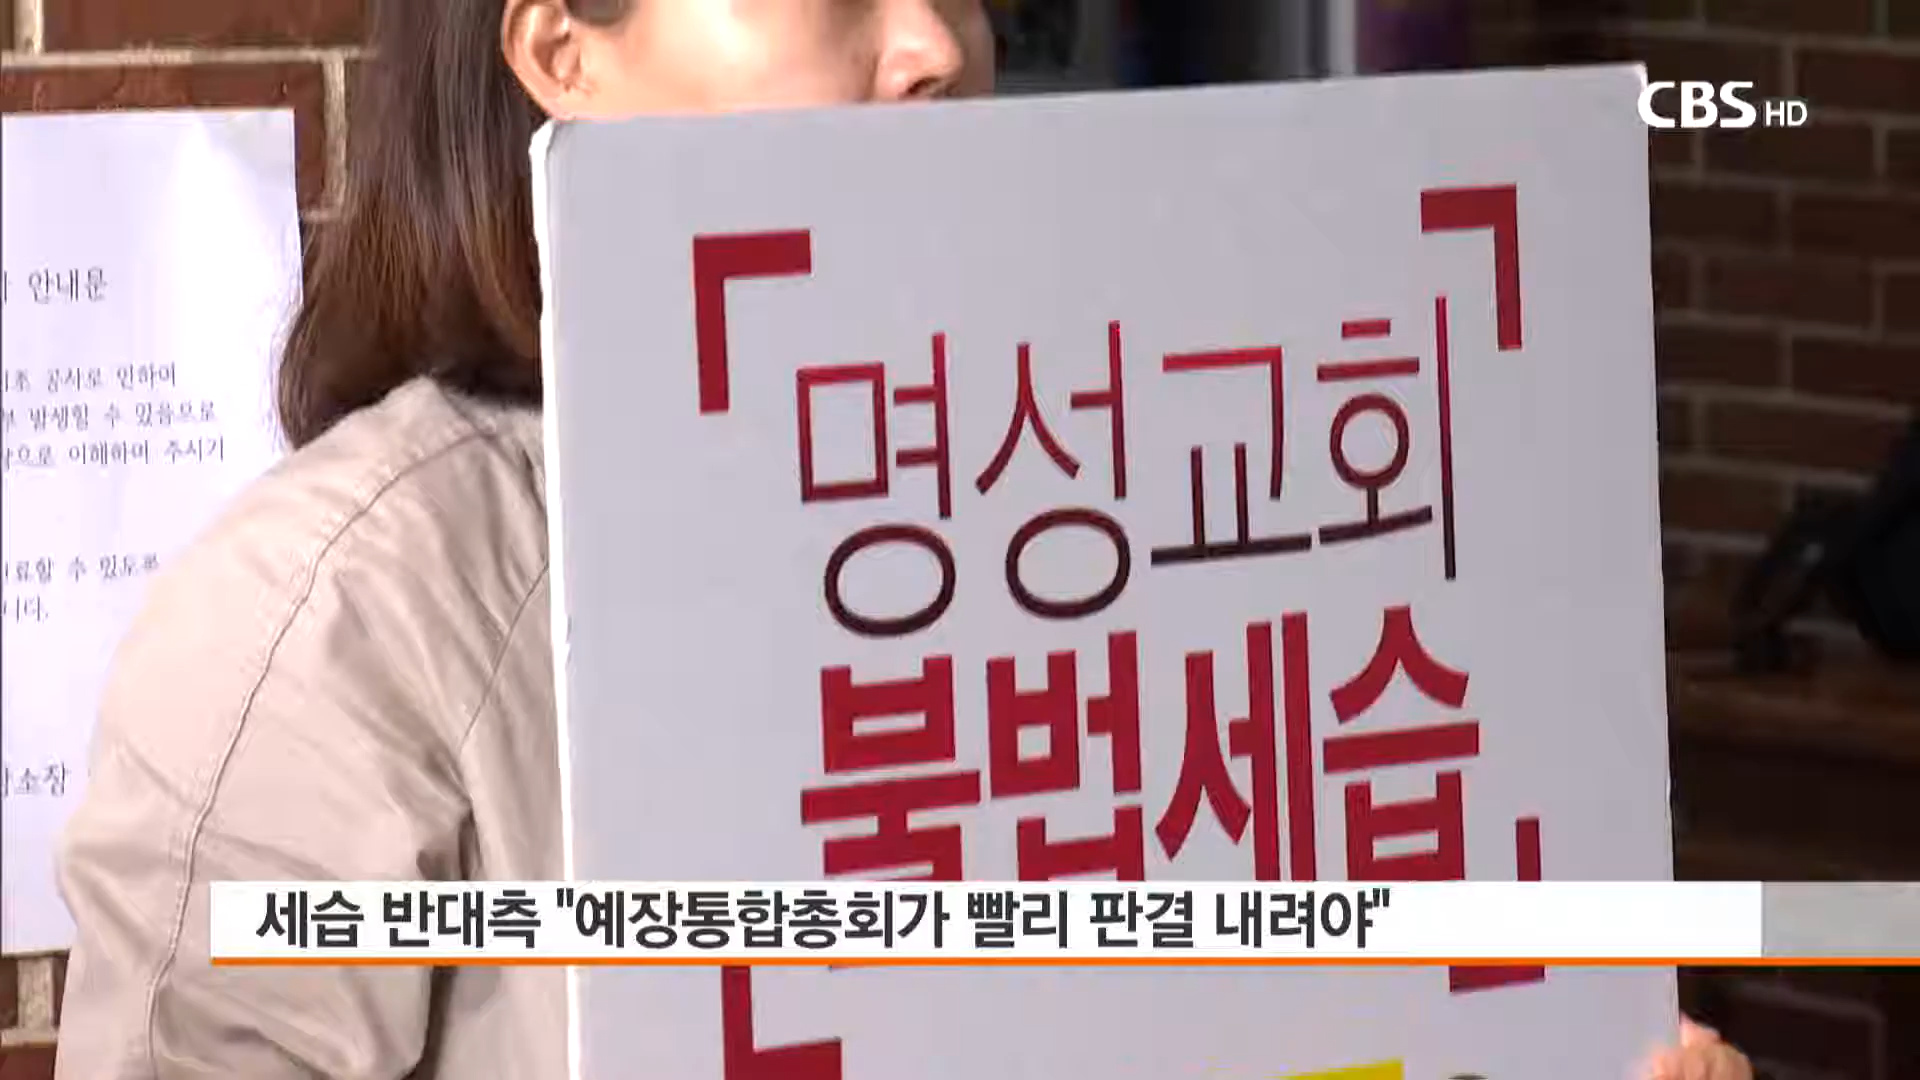 CBS HD
안내문
공사로 인하여
발생할 수 있음으로
이해하여 주시기
수 있도록
니다.
소장
명성교회
불법세습
세습 반대측 "예장통합총회가 빨리 판결 내려야"